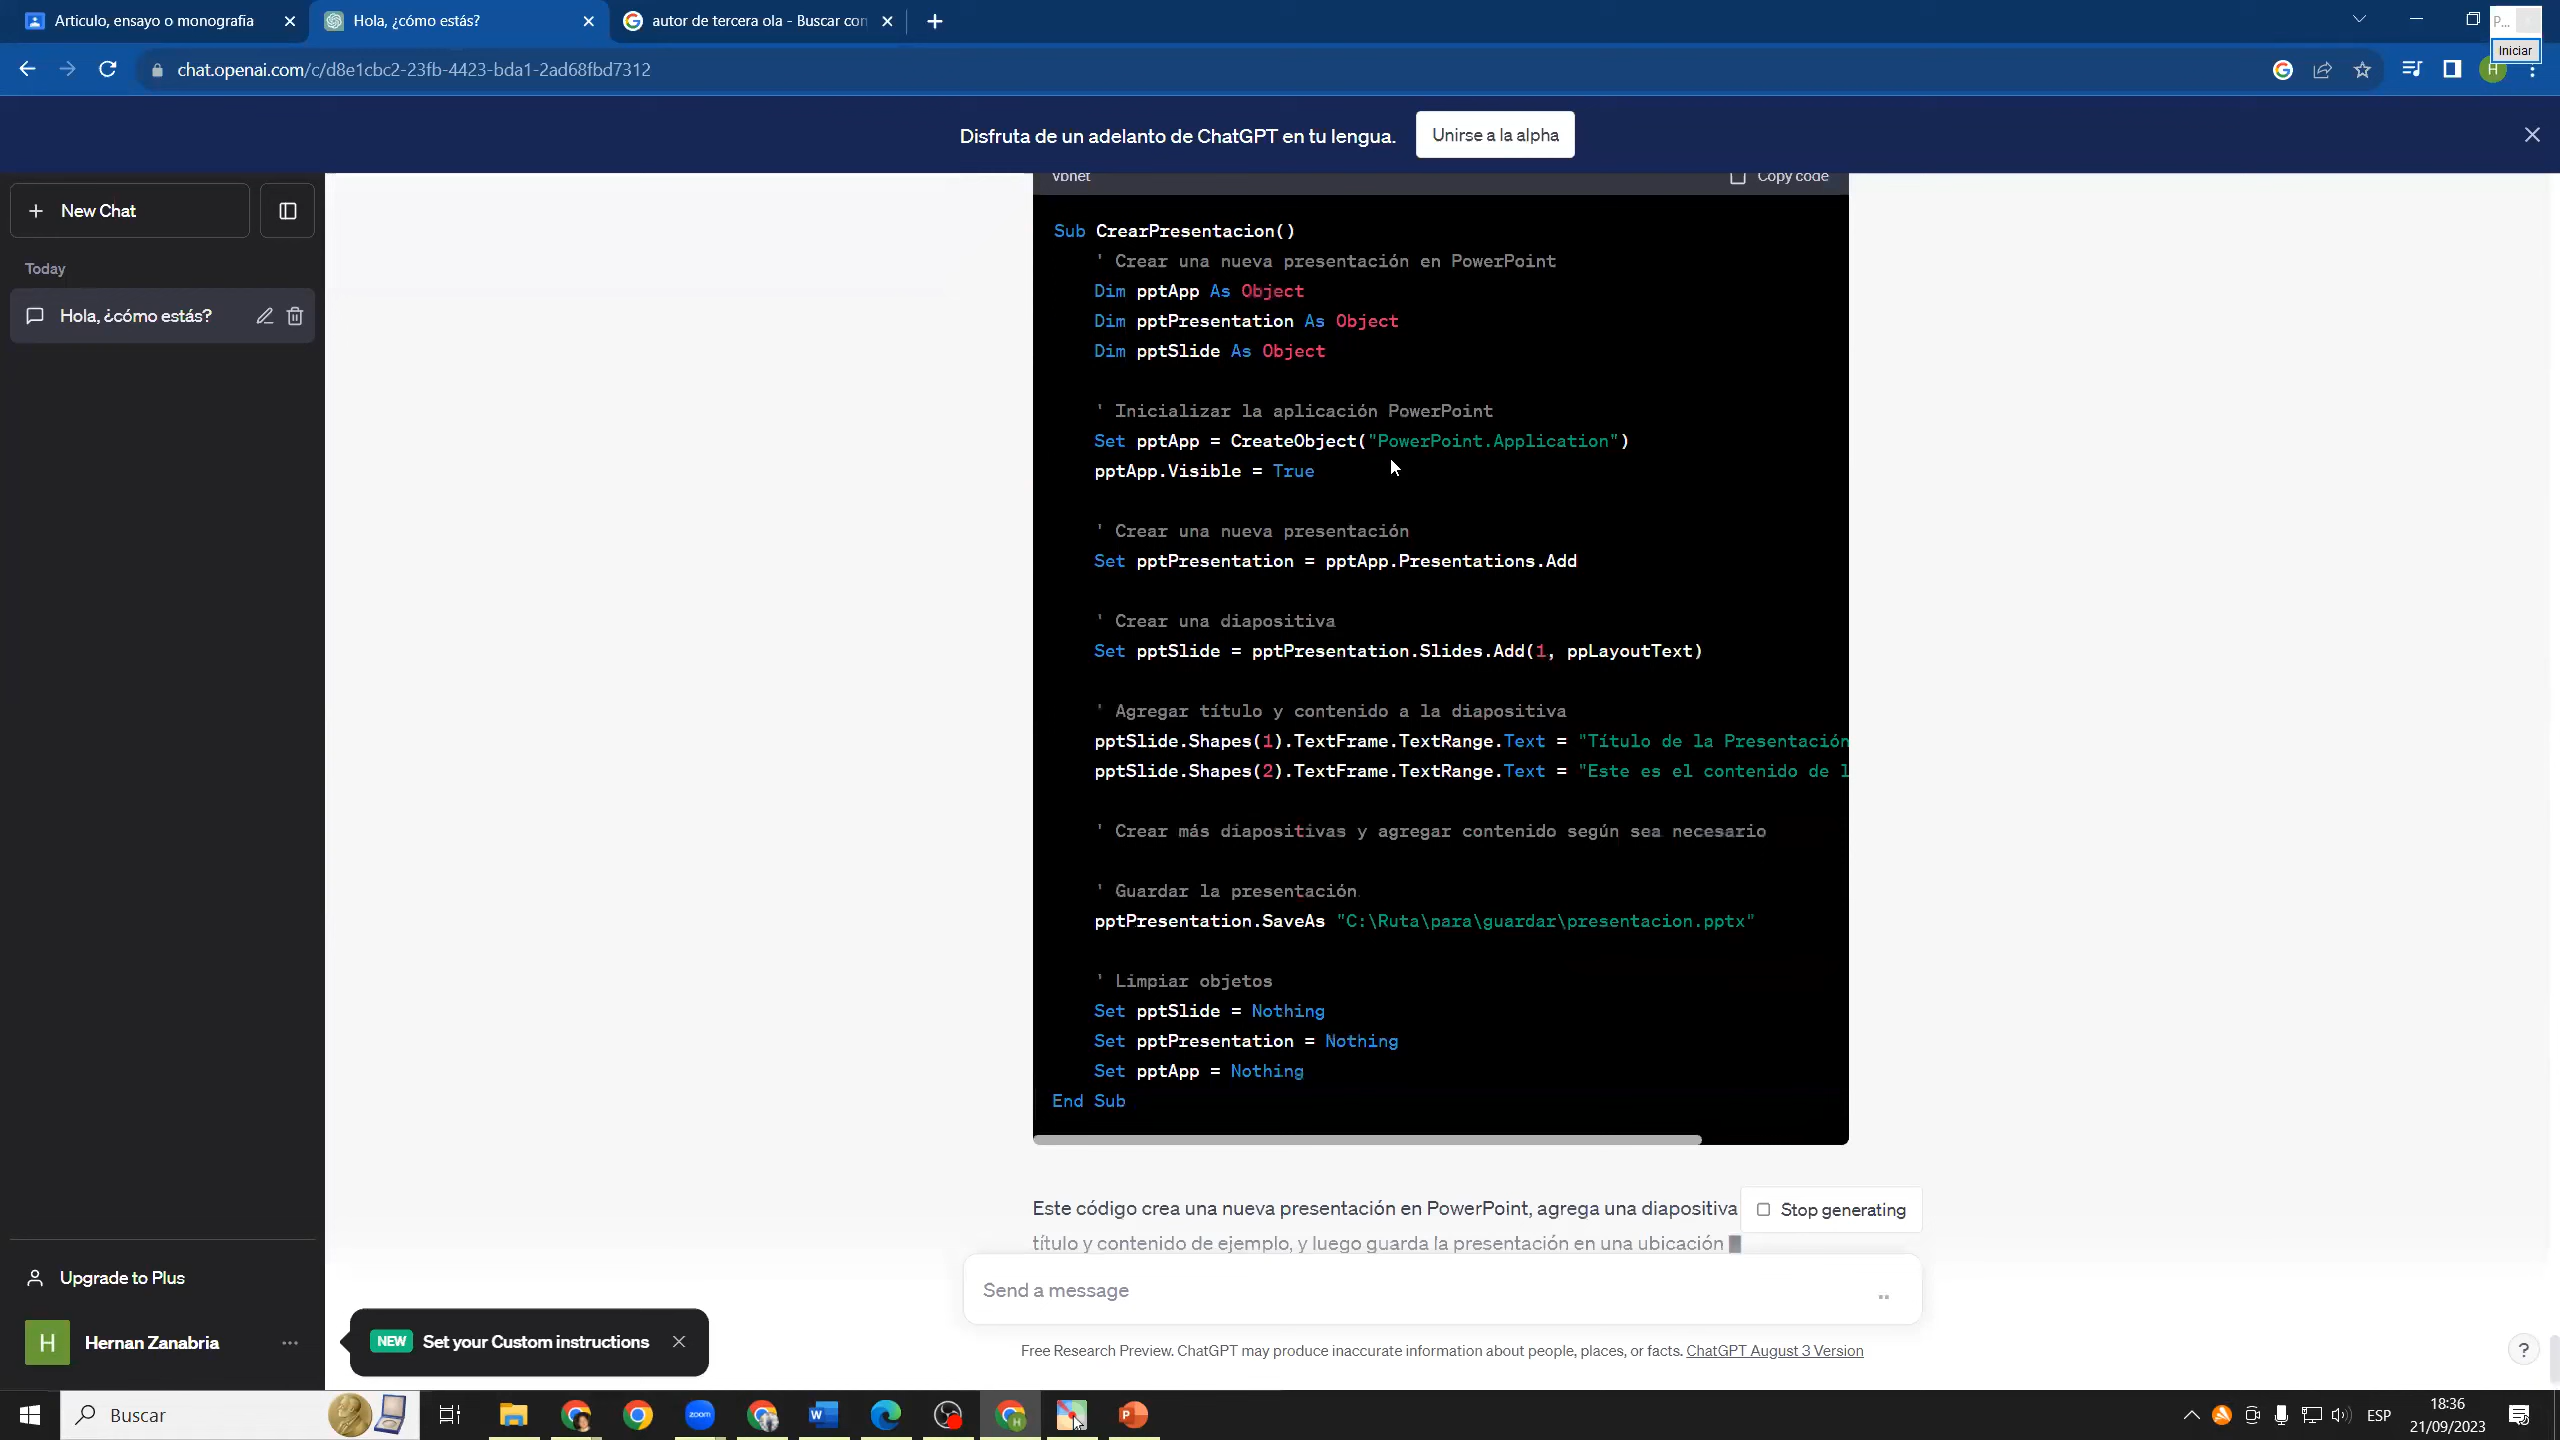 Articulo, ensayo o monografia
Hola, ¿cómo estás?
autor de tercera ola - Buscar con
P...
Iniciar
chat.openai.com/c/d8e1cbc2-23fb-4423-bda1-2ad68fbd7312
H
Disfruta de un adelanto de ChatGPT en tu lengua.
Unirse a la alpha
New Chat
Today
Hola, ¿cómo estás?
vbnet
Copy code
Sub CrearPresentacion()
' Crear una nueva presentación en PowerPoint
Dim pptApp As Object
Dim pptPresentation As Object
Dim pptSlide As Object
' Inicializar la aplicación PowerPoint
Set pptApp = CreateObject("PowerPoint.Application")
pptApp.Visible = True
' Crear una nueva presentación
Set pptPresentation = pptApp.Presentations.Add
' Crear una diapositiva
Set pptSlide = pptPresentation.Slides.Add(1, ppLayoutText)
' Agregar título y contenido a la diapositiva
pptSlide.Shapes(1).TextFrame.TextRange.Text = "Título de la Presentación
pptSlide.Shapes(2).TextFrame.TextRange.Text = "Este es el contenido de l
' Crear más diapositivas y agregar contenido según sea necesario
' Guardar la presentación
pptPresentation.SaveAs "C:\Ruta\para\guardar\presentacion.pptx"
' Limpiar objetos
Set pptSlide = Nothing
Set pptPresentation = Nothing
Set pptApp = Nothing
End Sub
Este código crea una nueva presentación en PowerPoint, agrega una diapositiva
título y contenido de ejemplo, y luego guarda la presentación en una ubicación
Stop generating
Send a message
Free Research Preview. ChatGPT may produce inaccurate information about people, places, or facts. ChatGPT August 3 Version
?
Upgrade to Plus
H
Hernan Zanabria
NEW Set your Custom instructions
Buscar
zoom
W
H
P
ESP
18:36
21/09/2023